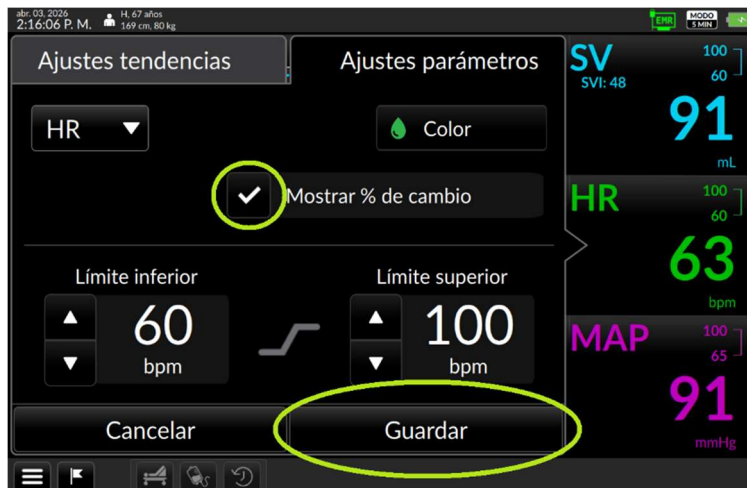 abr. 03, 2026
2:16:06 P. M.
H, 67 años
169 cm, 80 kg
EMR
MODO
5 MIN
Ajustes tendencias
Ajustes parámetros
HR
Color
Mostrar % de cambio
Límite inferior
Límite superior
60
bpm
100
bpm
Cancelar
Guardar
SV
SVI: 48
100
60
91
mL
HR
100
60
63
bpm
MAP
100
65
91
mmHg